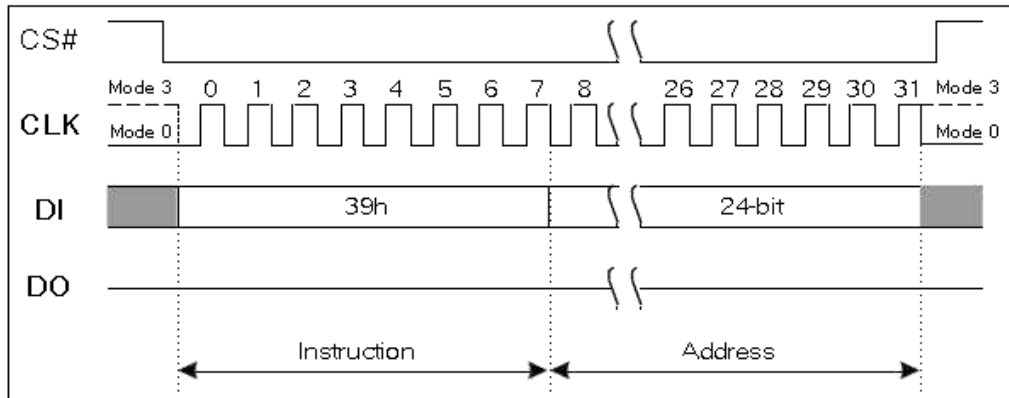 CS#
Mode 3 0 1 2 3 4 5 6 7 8 26 27 28 29 30 31 Mode 3
CLK
Mode 0 Mode 0
DI 39h 24-bit
DO
Instruction Address